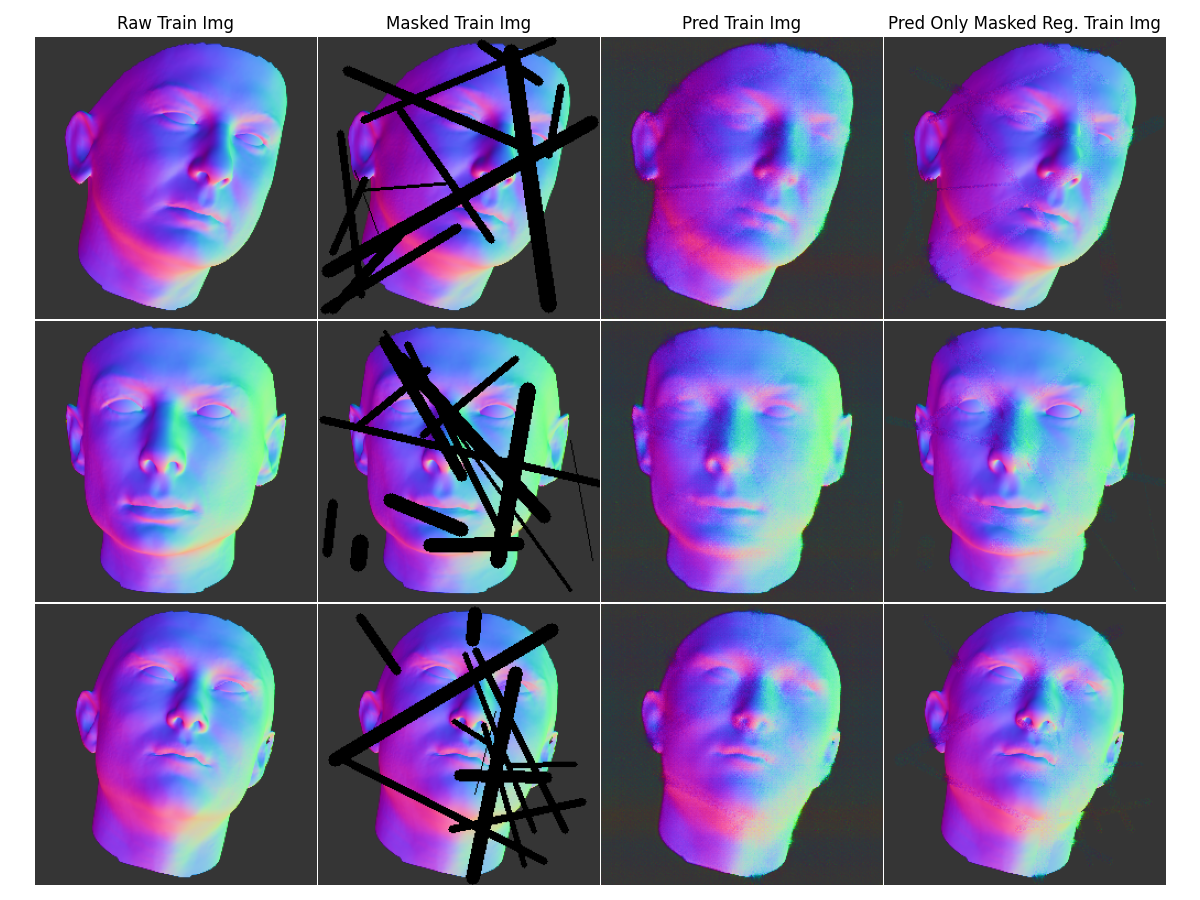 Raw Train Img
Masked Train Img
Pred Train Img
Pred Only Masked Reg. Train Img